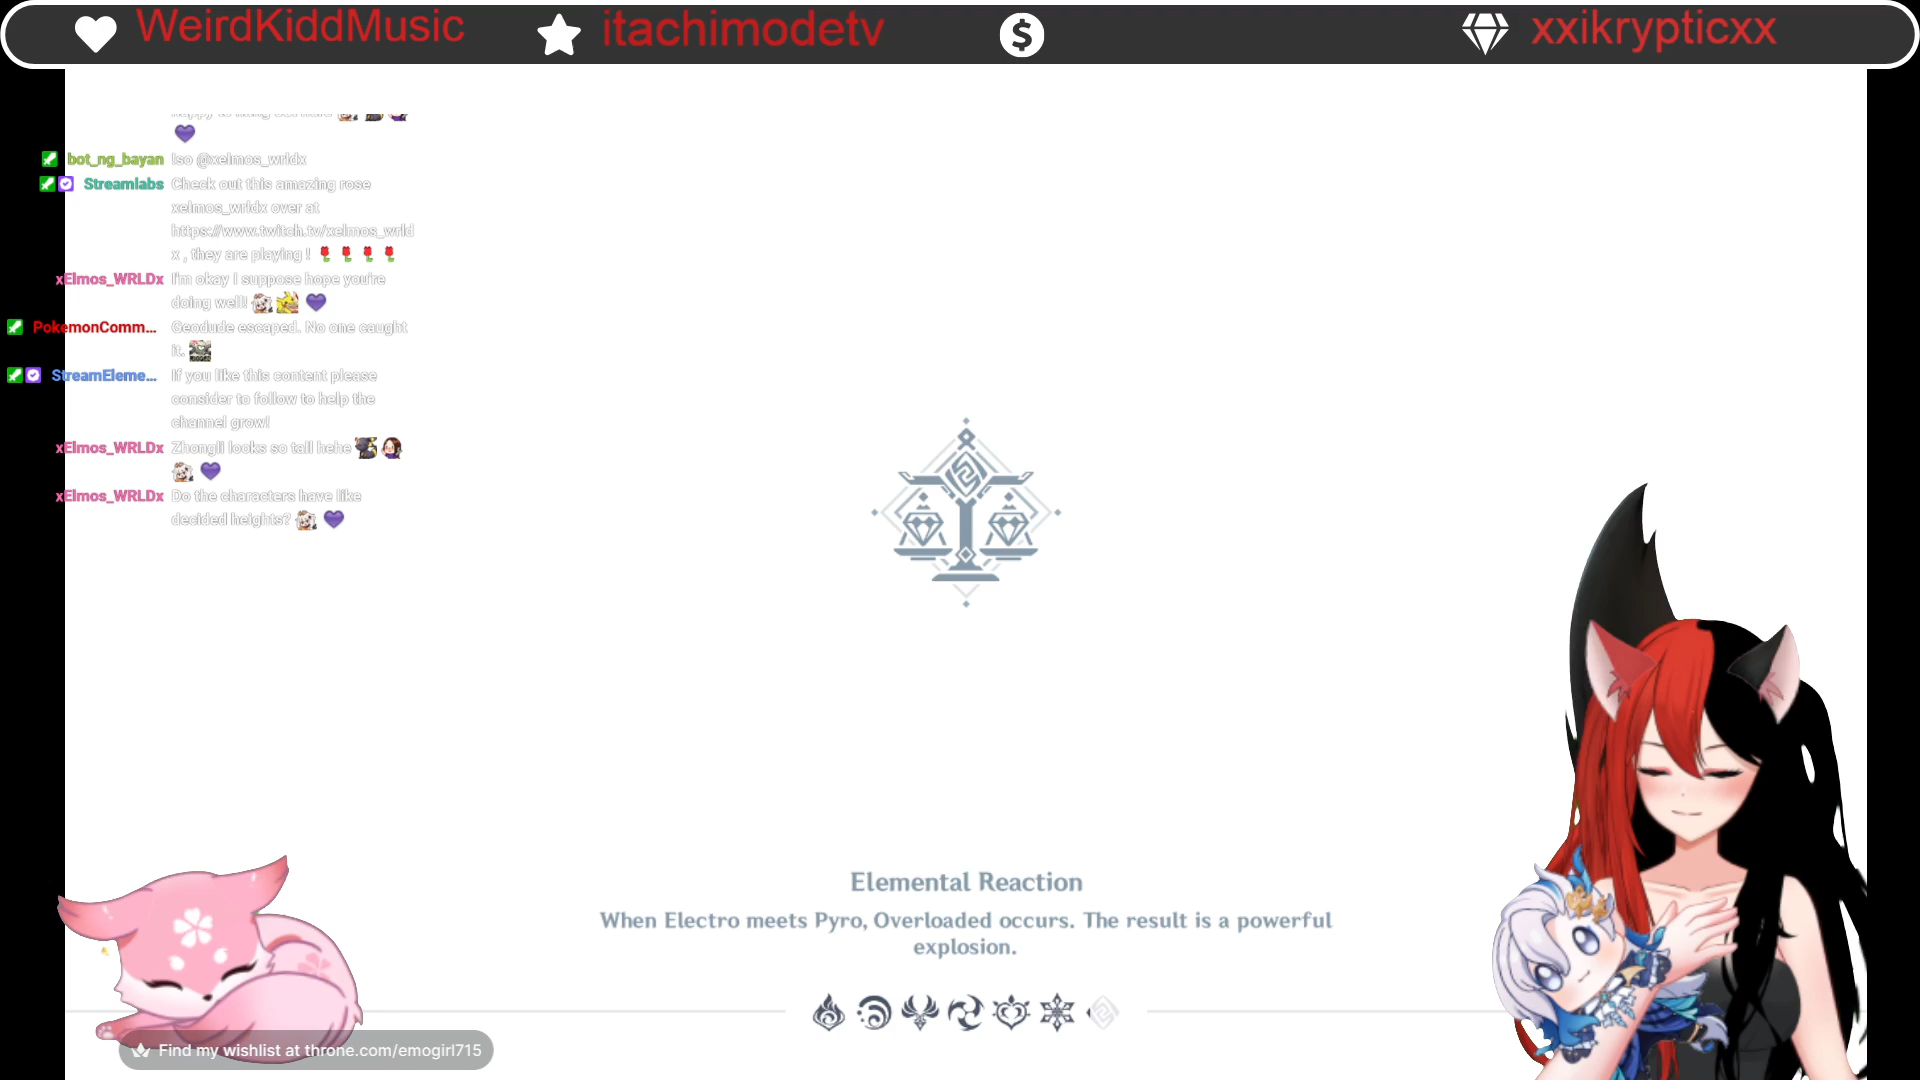 WeirdKiddMusic
itachimodetv
xxikrypticxx
bot_ng_bayan !so @xelmos_wrldx
Streamlabs Check out this amazing rose
xelmos_wrldx over at
https://www.twitch.tv/xelmos_wrld
x , they are playing !
xElmos_WRLDx I'm okay I suppose hope you're
doing well!
PokemonComm... Geodude escaped. No one caught
it.
StreamEleme... If you like this content please
consider to follow to help the
channel grow!
xElmos_WRLDx Zhongli looks so tall hehe
xElmos_WRLDx Do the characters have like
decided heights?
Elemental Reaction
When Electro meets Pyro, Overloaded occurs. The result is a powerful
explosion.
Find my wishlist at throne.com/emogirl715